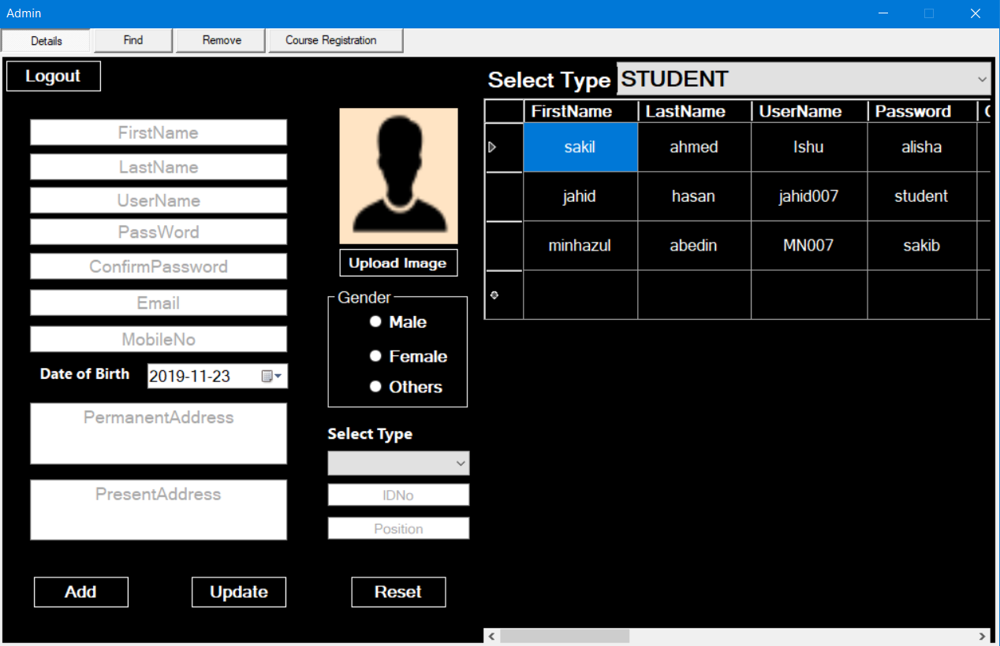 Admin
Details Find Remove Course Registration
Logout
FirstName
LastName
UserName
PassWord
ConfirmPassword
Email
MobileNo
Date of Birth 2019-11-23
PermanentAddress
PresentAddress
Add Update Reset
Upload Image
Gender
Male
Female
Others
Select Type
IDNo
Position
Select Type STUDENT
FirstName LastName UserName Password
sakil ahmed Ishu alisha
jahid hasan jahid007 student
minhazul abedin MN007 sakib